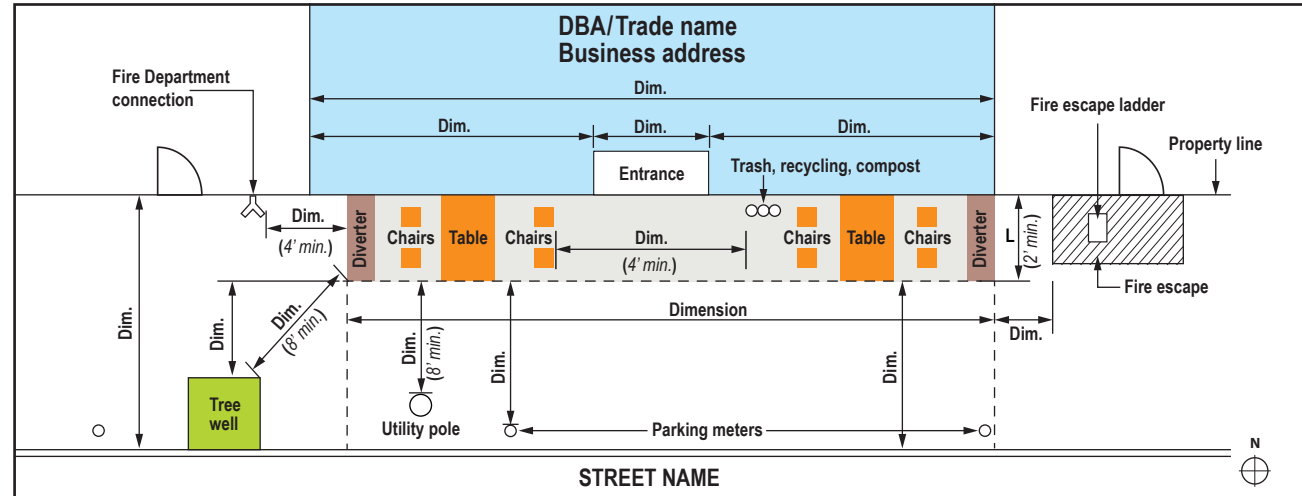 DBA/Trade name
Business address
Fire Department
connection
Dim.
Fire escape ladder
Dim.
Dim.
Dim.
Property line
Entrance
Trash, recycling, compost
Dim.
(4' min.)
Diverter
Chairs
Table
Chairs
Dim.
(4' min.)
Chairs
Table
Chairs
Diverter
L
(2' min.)
Fire escape
Dim.
Dim.
Dim.
(8' min.)
Dimension
Dim.
(8' min.)
Dim.
Dim.
Dim.
Tree
well
Utility pole
Parking meters
N
STREET NAME